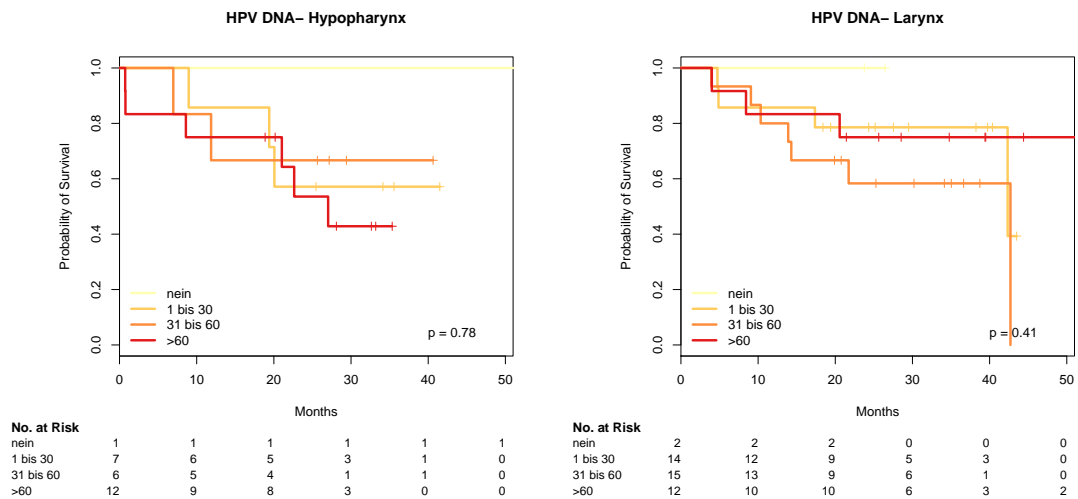 HPV DNA– Hypopharynx
Probability of Survival
1.0
0.8
0.6
0.4
0.2
0.0
nein
1 bis 30
31 bis 60
>60
p = 0.78
0 10 20 30 40 50
Months
No. at Risk
nein 1 1 1 1 1 1
1 bis 30 7 6 5 3 1 0
31 bis 60 6 5 4 1 1 0
>60 12 9 8 3 0 0
HPV DNA– Larynx
Probability of Survival
1.0
0.8
0.6
0.4
0.2
0.0
nein
1 bis 30
31 bis 60
>60
p = 0.41
0 10 20 30 40 50
Months
No. at Risk
nein 2 2 2 0 0 0
1 bis 30 14 12 9 5 3 0
31 bis 60 15 13 9 6 1 0
>60 12 10 10 6 3 2